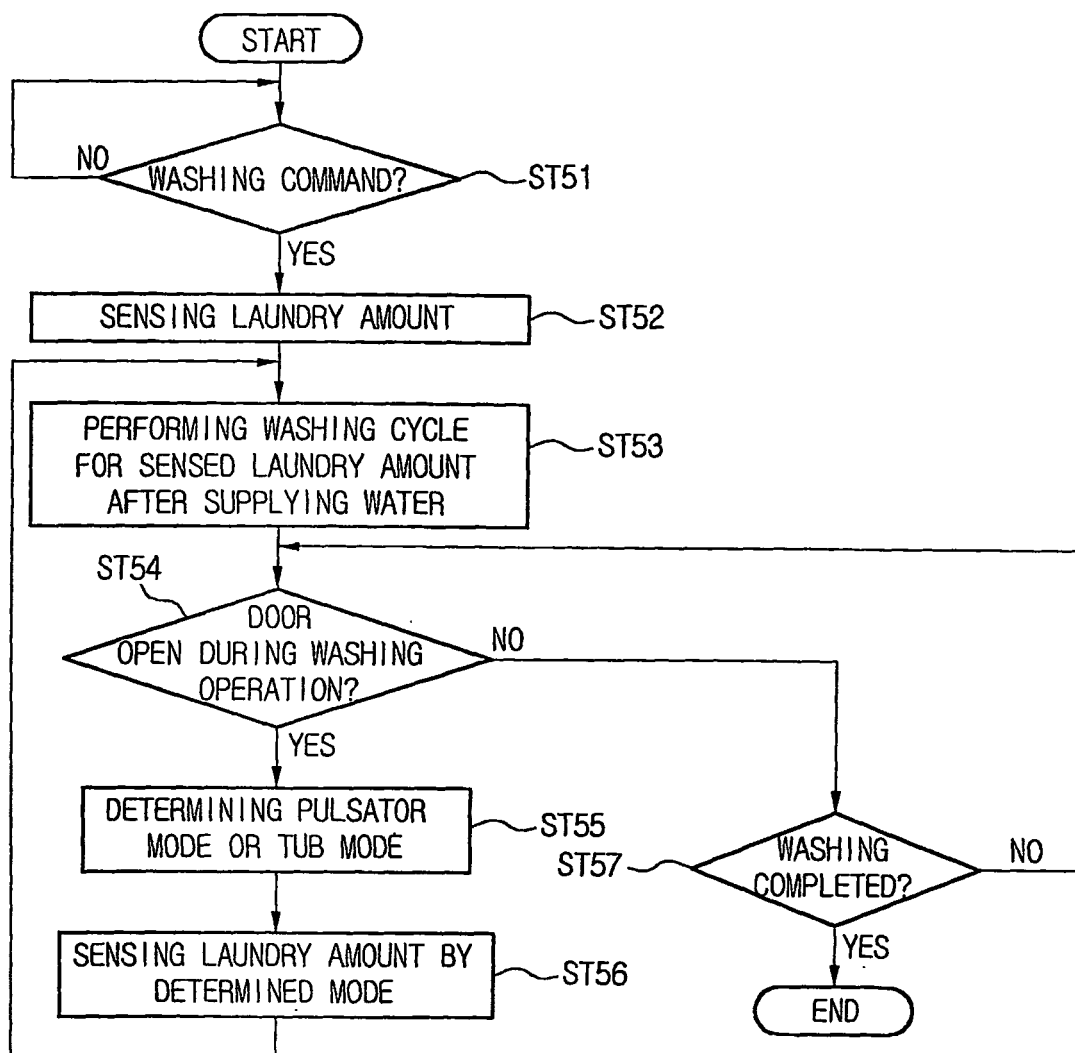 START
NO
WASHING COMMAND?
ST51
YES
SENSING LAUNDRY AMOUNT
ST52
PERFORMING WASHING CYCLE
FOR SENSED LAUNDRY AMOUNT
AFTER SUPPLYING WATER
ST53
ST54
DOOR
OPEN DURING WASHING
OPERATION?
NO
YES
DETERMINING PULSATOR
MODE OR TUB MODE
ST55
ST57
WASHING
COMPLETED?
NO
YES
SENSING LAUNDRY AMOUNT BY
DETERMINED MODE
ST56
END